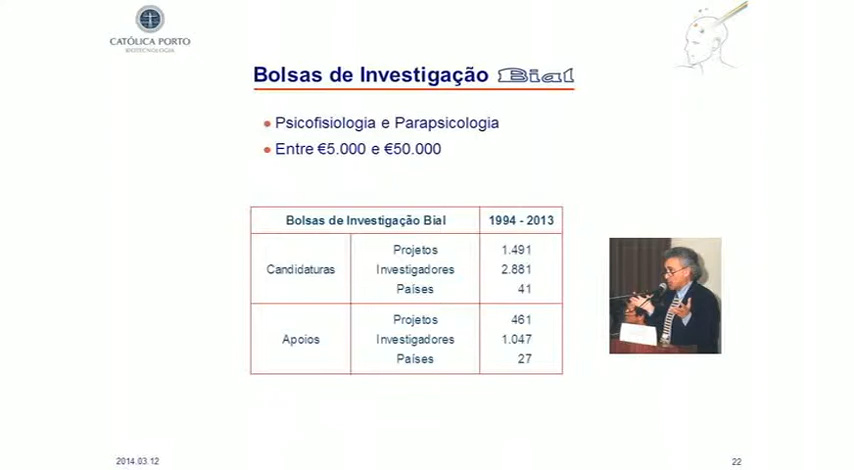 CATÓLICA PORTO
BIOTECNOLOGIA
Bolsas de Investigação Bial
Psicofisiologia e Parapsicologia
Entre €5.000 e €50.000
Bolsas de Investigação Bial 1994 - 2013
Candidaturas
Projetos 1.491
Investigadores 2.881
Países 41
Apoios
Projetos 461
Investigadores 1.047
Países 27
2014.03.12
22